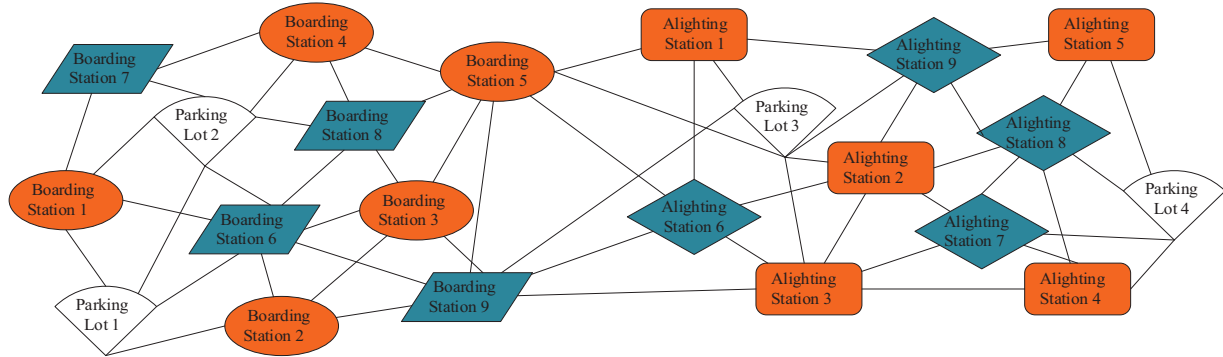 Boarding
Station 4
Alighting
Station 1
Alighting
Station 5
Boarding
Station 7
Boarding
Station 5
Alighting
Station 9
Parking
Lot 2
Boarding
Station 8
Parking
Lot 3
Alighting
Station 8
Alighting
Station 2
Boarding
Station 1
Boarding
Station 3
Parking
Lot 4
Boarding
Station 6
Alighting
Station 6
Alighting
Station 7
Parking
Lot 1
Boarding
Station 2
Boarding
Station 9
Alighting
Station 3
Alighting
Station 4